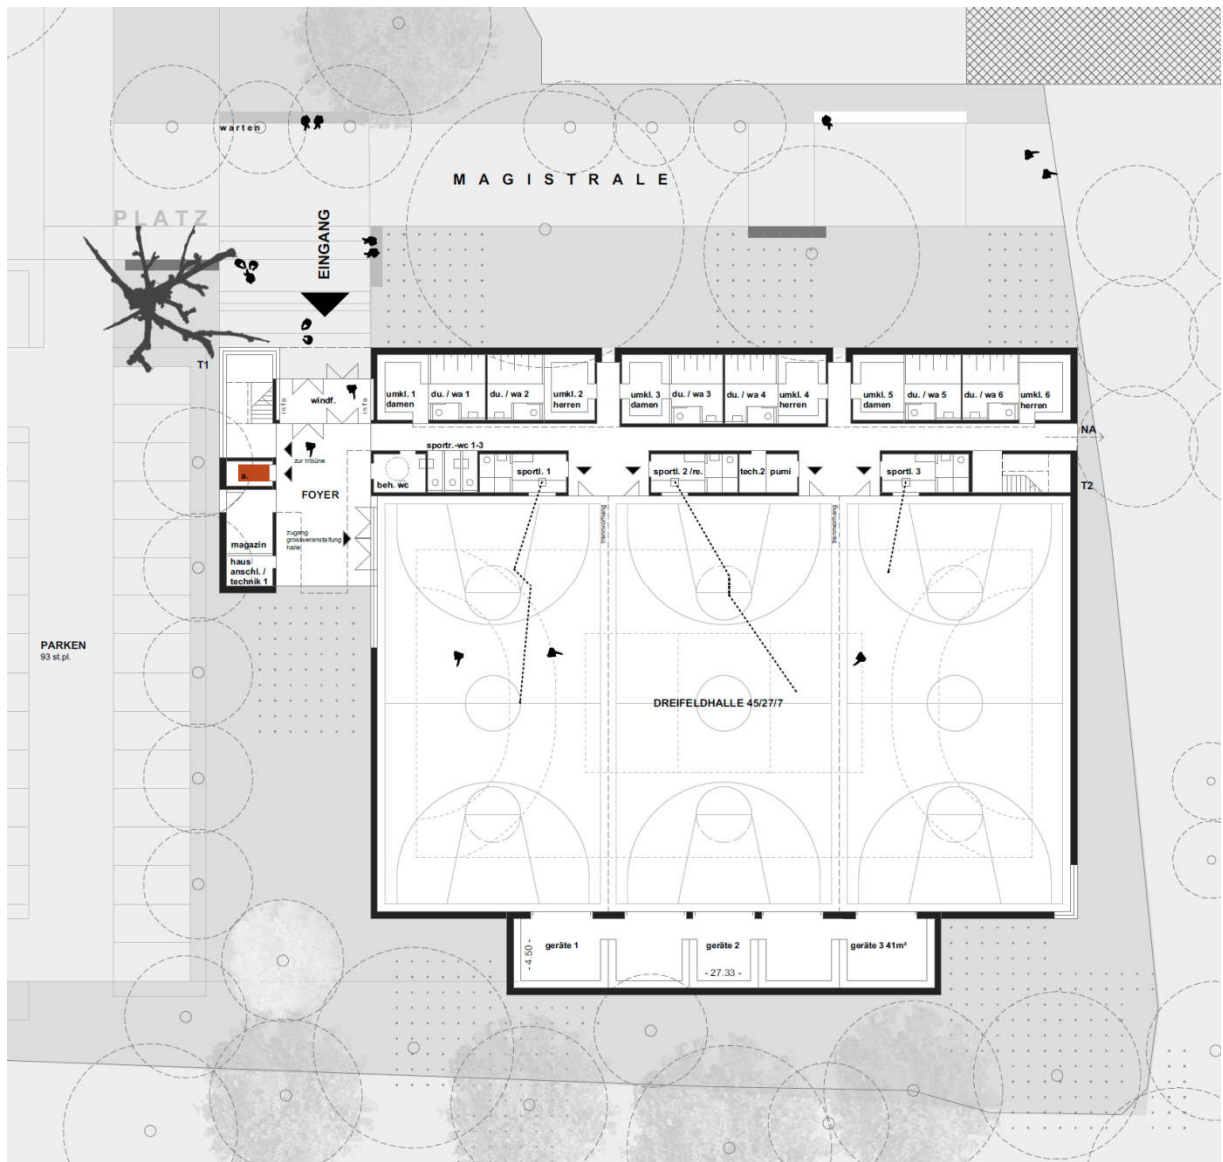 warten
MAGISTRALE
PLATZ
EINGANG
T1
windf.
info
info
umkl. 1
damen
du. / wa 1
du. / wa 2
umkl. 2
herren
umkl. 3
damen
du. / wa 3
du. / wa 4
umkl. 4
herren
umkl. 5
damen
du. / wa 5
du. / wa 6
umkl. 6
herren
NA
sportr.-wc 1-3
zur tribüne
a.
FOYER
beh. wc
sportl. 1
sportl. 2 /re.
tech.2
pumi
sportl. 3
T2
trennvorhang
trennvorhang
zugang
grossveranstaltung
halle
magazin
haus
anschl. /
technik 1
PARKEN
93 st.pl.
DREIFELDHALLE 45/27/7
geräte 1
- 4.50 -
geräte 2
- 27.33 -
geräte 3 41m²